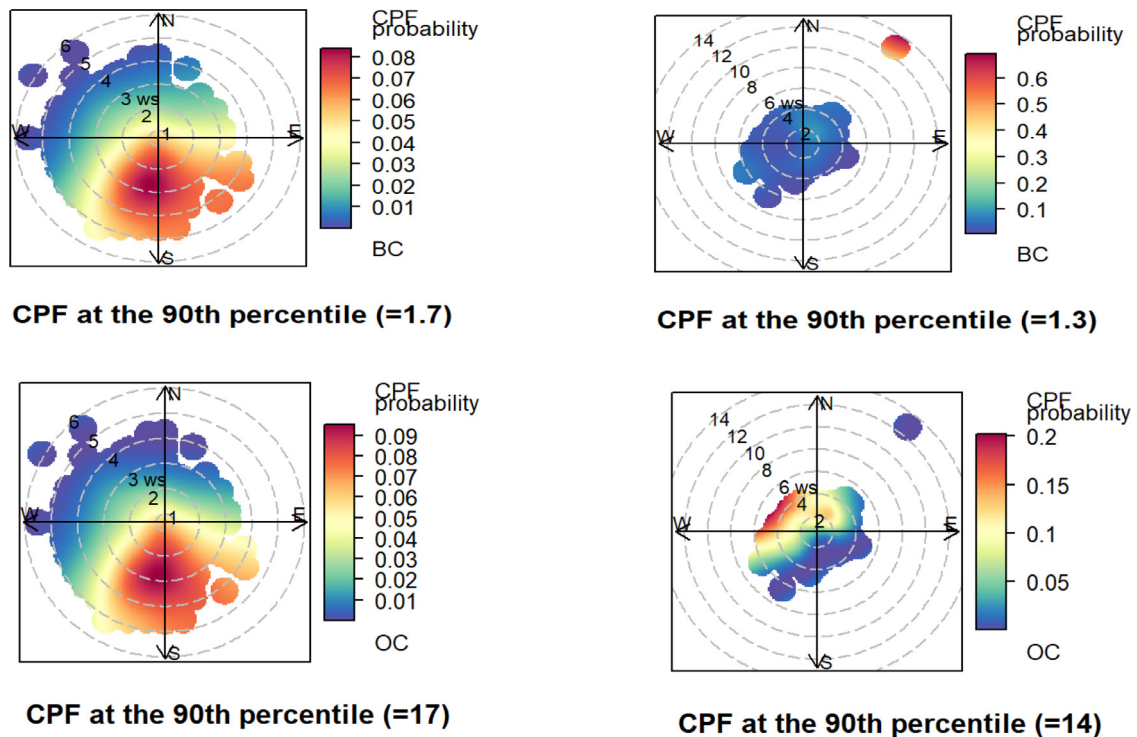 CPF
probability
N
6
5
4
3 ws
2
1
W
E
S
0.08
0.07
0.06
0.05
0.04
0.03
0.02
0.01
BC
CPF at the 90th percentile (=1.7)
CPF
probability
N
14
12
10
8
6 ws
4
2
W
E
S
0.6
0.5
0.4
0.3
0.2
0.1
BC
CPF at the 90th percentile (=1.3)
CPF
probability
N
6
5
4
3 ws
2
1
W
E
S
0.09
0.08
0.07
0.06
0.05
0.04
0.03
0.02
0.01
OC
CPF at the 90th percentile (=17)
CPF
probability
N
14
12
10
8
6 ws
4
2
W
E
S
0.2
0.15
0.1
0.05
OC
CPF at the 90th percentile (=14)